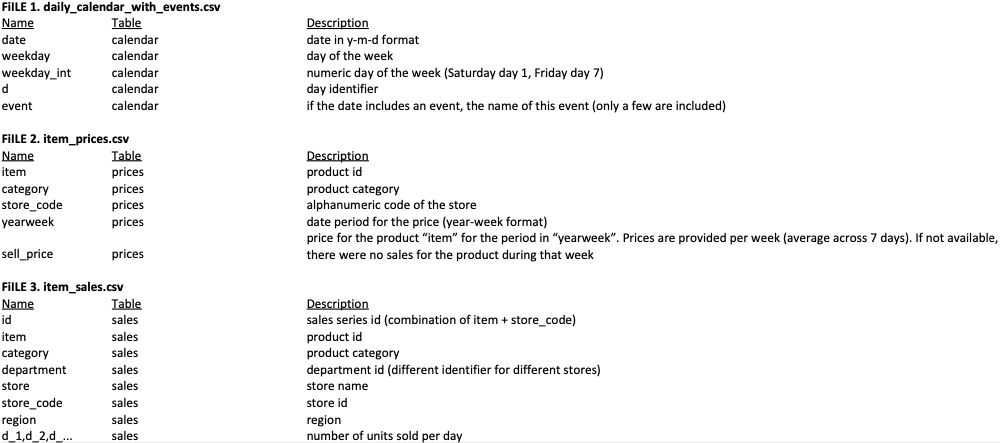 FiILE 1. daily_calendar_with_events.csv
Name Table Description
date calendar date in y-m-d format
weekday calendar day of the week
weekday_int calendar numeric day of the week (Saturday day 1, Friday day 7)
d calendar day identifier
event calendar if the date includes an event, the name of this event (only a few are included)
FiILE 2. item_prices.csv
Name Table Description
item prices product id
category prices product category
store_code prices alphanumeric code of the store
yearweek prices date period for the price (year-week format)
price for the product “item” for the period in “yearweek”. Prices are provided per week (average across 7 days). If not available,
sell_price prices there were no sales for the product during that week
FiILE 3. item_sales.csv
Name Table Description
id sales sales series id (combination of item + store_code)
item sales product id
category sales product category
department sales department id (different identifier for different stores)
store sales store name
store_code sales store id
region sales region
d_1,d_2,d_... sales number of units sold per day